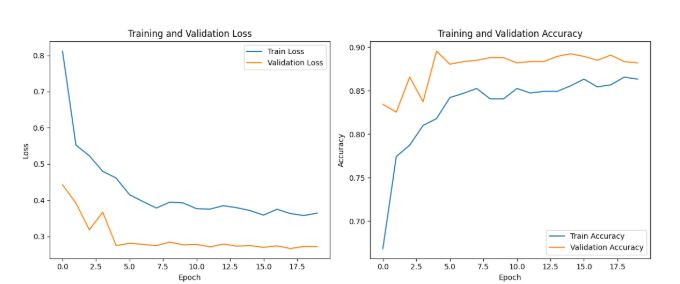 Training and Validation Loss
Train Loss
Validation Loss
0.8
0.7
0.6
0.5
0.4
0.3
Loss
0.0 2.5 5.0 7.5 10.0 12.5 15.0 17.5
Epoch
Training and Validation Accuracy
0.90
0.85
0.80
0.75
0.70
Accuracy
Train Accuracy
Validation Accuracy
0.0 2.5 5.0 7.5 10.0 12.5 15.0 17.5
Epoch